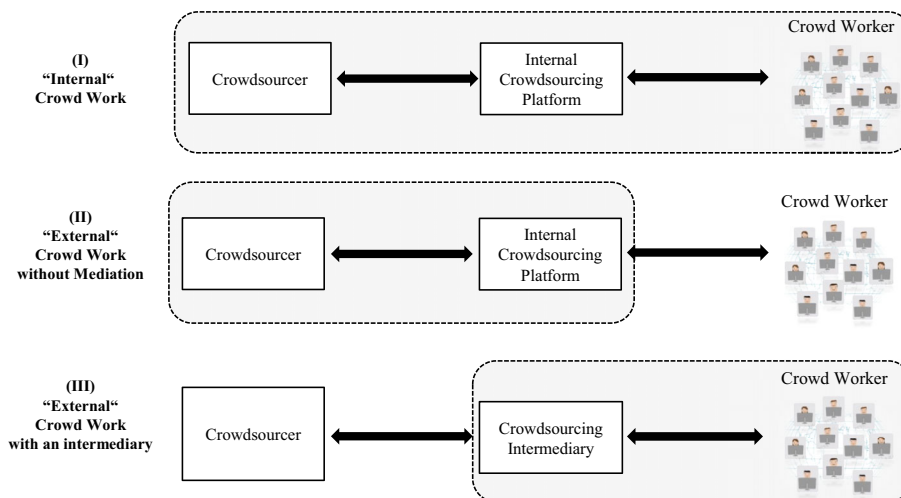 (I)
“Internal“
Crowd Work
Crowdsourcer
Internal
Crowdsourcing
Platform
Crowd Worker
(II)
“External“
Crowd Work
without Mediation
Crowdsourcer
Internal
Crowdsourcing
Platform
Crowd Worker
(III)
“External“
Crowd Work
with an intermediary
Crowdsourcer
Crowdsourcing
Intermediary
Crowd Worker